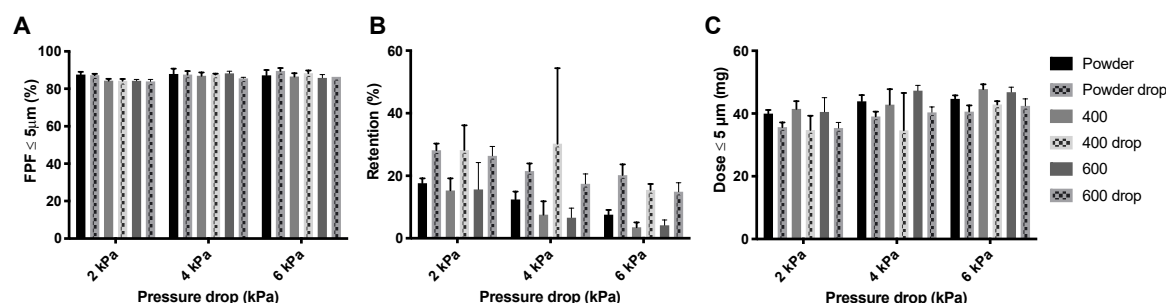 A
FPF ≤ 5μm (%)
100
80
60
40
20
0
2 kPa
4 kPa
6 kPa
Pressure drop (kPa)
B
Retention (%)
60
40
20
0
2 kPa
4 kPa
6 kPa
Pressure drop (kPa)
C
Dose ≤ 5 μm (mg)
60
40
20
0
2 kPa
4 kPa
6 kPa
Pressure drop (kPa)
Powder
Powder drop
400
400 drop
600
600 drop